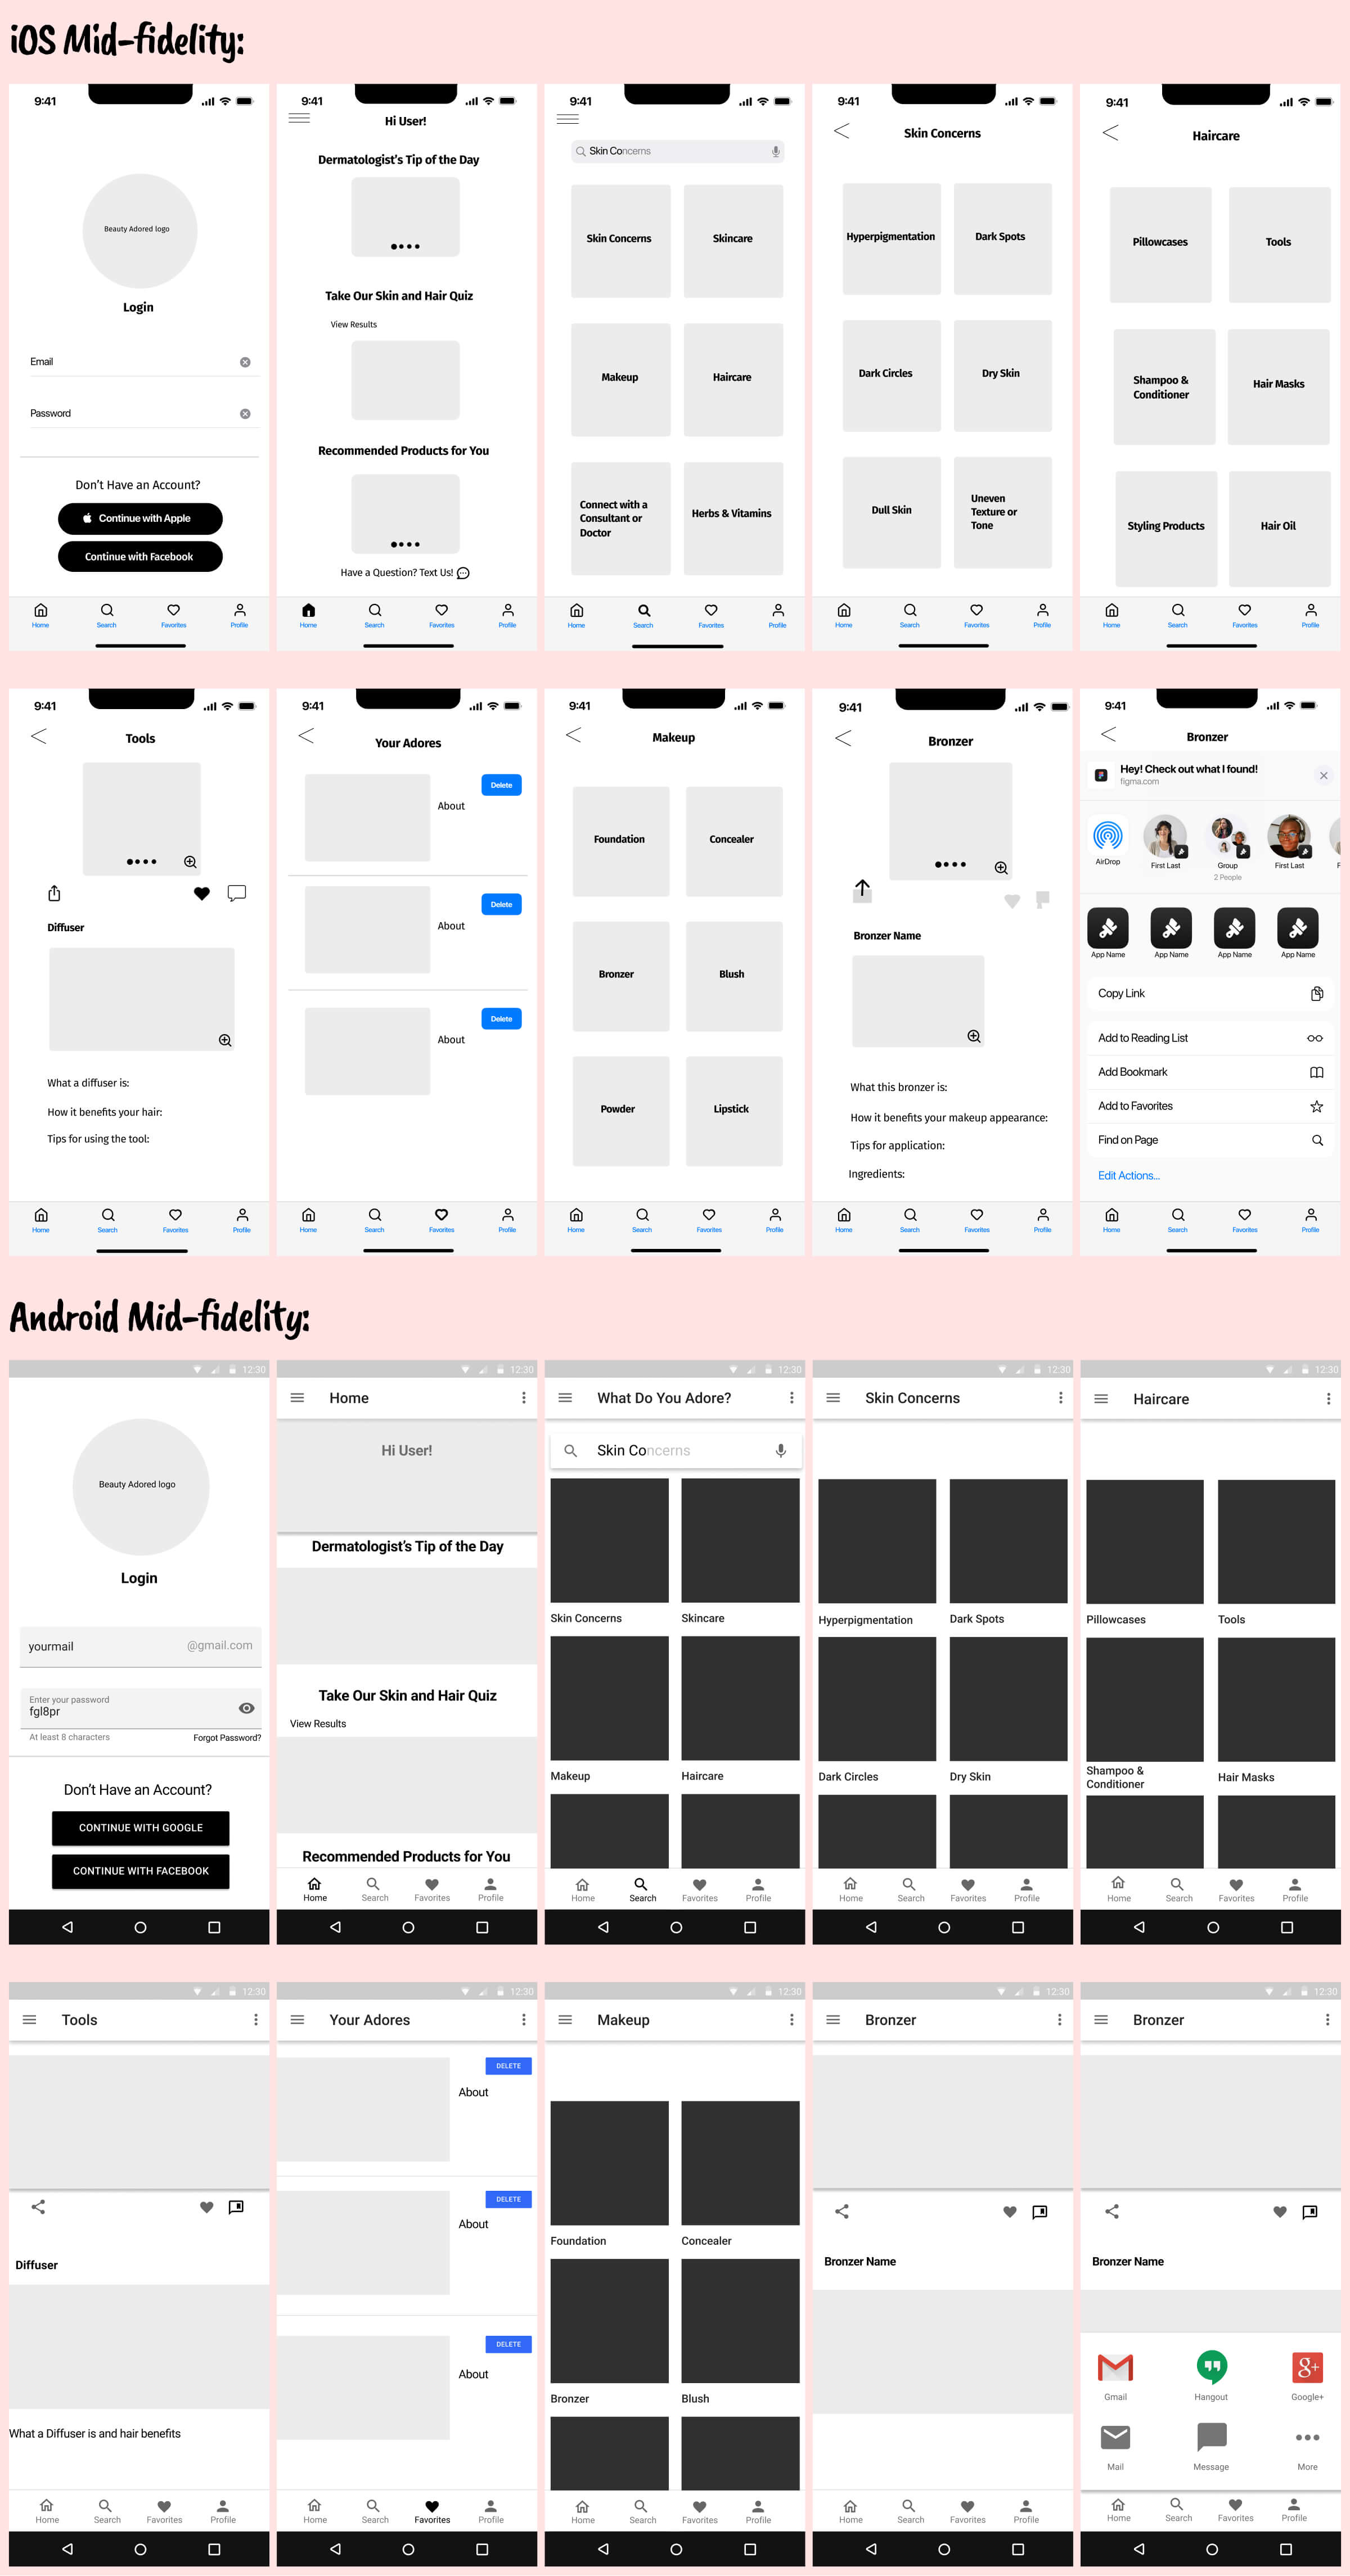 iOS Mid-fidelity:
9:41
Beauty Adored logo
Login
Email
Password
Don't Have an Account?
Continue with Apple
Continue with Facebook
Home Search Favorites Profile
9:41
Hi User!
Dermatologist's Tip of the Day
Take Our Skin and Hair Quiz
View Results
Recommended Products for You
Have a Question? Text Us!
Home Search Favorites Profile
9:41
Skin Concerns
Skin Concerns Skincare
Makeup Haircare
Connect with a
Consultant or
Doctor
Herbs & Vitamins
Home Search Favorites Profile
9:41
Skin Concerns
Hyperpigmentation Dark Spots
Dark Circles Dry Skin
Dull Skin
Uneven
Texture or
Tone
Home Search Favorites Profile
9:41
Haircare
Pillowcases Tools
Shampoo &
Conditioner
Hair Masks
Styling Products Hair Oil
Home Search Favorites Profile
9:41
Tools
Diffuser
What a diffuser is:
How it benefits your hair:
Tips for using the tool:
Home Search Favorites Profile
9:41
Your Adores
Delete
About
Delete
About
Delete
About
Home Search Favorites Profile
9:41
Makeup
Foundation Concealer
Bronzer Blush
Powder Lipstick
Home Search Favorites Profile
9:41
Bronzer
Bronzer Name
What this bronzer is:
How it benefits your makeup appearance:
Tips for application:
Ingredients:
Home Search Favorites Profile
9:41
Bronzer
Hey! Check out what I found!
figma.com
AirDrop First Last Group First Last F
2 People
App Name App Name App Name App Name
Copy Link
Add to Reading List
Add Bookmark
Add to Favorites
Find on Page
Edit Actions...
Home Search Favorites Profile
Android Mid-fidelity:
12:30
Beauty Adored logo
Login
yourmail @gmail.com
Enter your password
fgl8pr
At least 8 characters Forgot Password?
Don't Have an Account?
CONTINUE WITH GOOGLE
CONTINUE WITH FACEBOOK
12:30
Home
Hi User!
Dermatologist's Tip of the Day
Take Our Skin and Hair Quiz
View Results
Recommended Products for You
Home Search Favorites Profile
12:30
What Do You Adore?
Skin Concerns
Skin Concerns Skincare
Makeup Haircare
Home Search Favorites Profile
12:30
Skin Concerns
Hyperpigmentation Dark Spots
Dark Circles Dry Skin
Home Search Favorites Profile
12:30
Haircare
Pillowcases Tools
Shampoo &
Conditioner
Hair Masks
Home Search Favorites Profile
12:30
Tools
Diffuser
What a Diffuser is and hair benefits
Home Search Favorites Profile
12:30
Your Adores
DELETE
About
DELETE
About
DELETE
About
Home Search Favorites Profile
12:30
Makeup
Foundation Concealer
Bronzer Blush
Home Search Favorites Profile
12:30
Bronzer
Bronzer Name
Home Search Favorites Profile
12:30
Bronzer
Bronzer Name
g+
Gmail Hangout Google+
Mail Message More
Home Search Favorites Profile